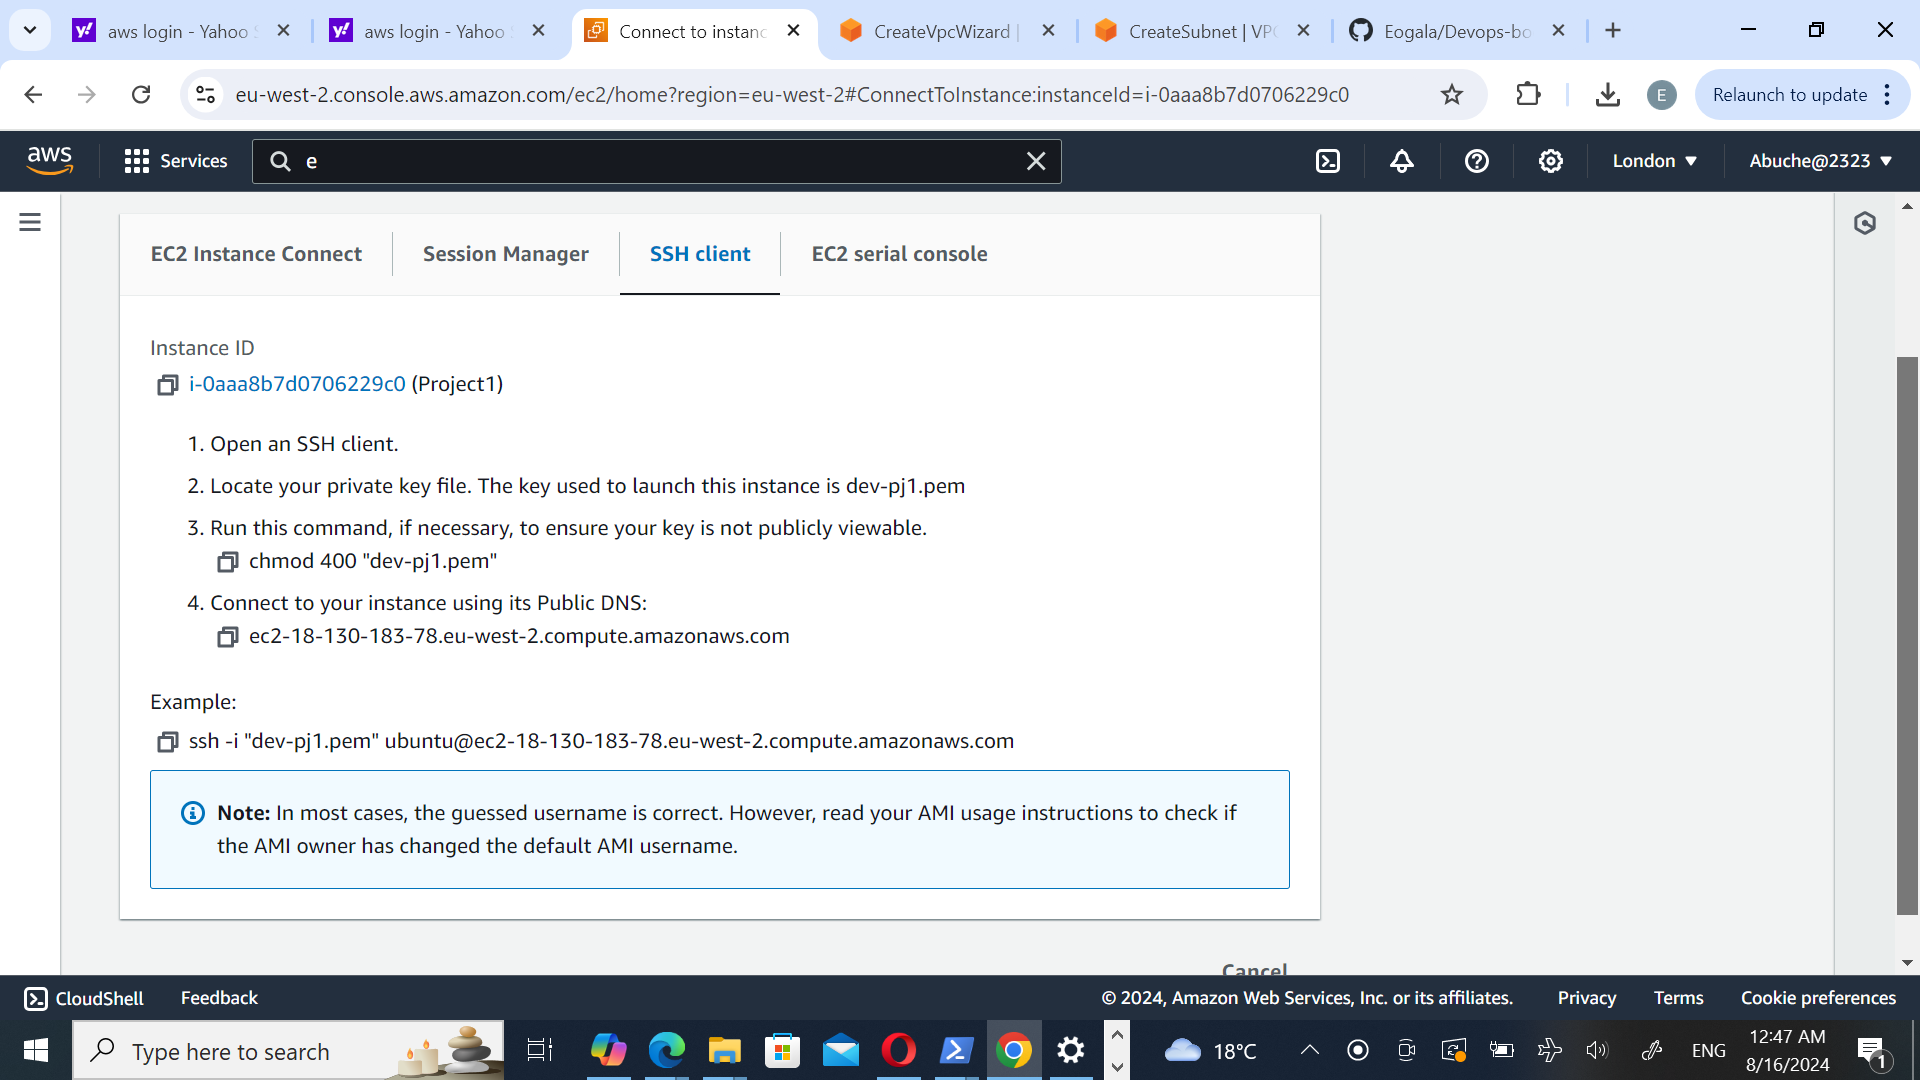 aws login - Yahoo
aws login - Yahoo
Connect to instanc
CreateVpcWizard |
CreateSubnet | VP
Eogala/Devops-bo
eu-west-2.console.aws.amazon.com/ec2/home?region=eu-west-2#ConnectToInstance:instanceId=i-0aaa8b7d0706229c0
E
Relaunch to update
aws
Services
e
London
Abuche@2323
EC2 Instance Connect
Session Manager
SSH client
EC2 serial console
Instance ID
i-0aaa8b7d0706229c0 (Project1)
1. Open an SSH client.
2. Locate your private key file. The key used to launch this instance is dev-pj1.pem
3. Run this command, if necessary, to ensure your key is not publicly viewable.
chmod 400 "dev-pj1.pem"
4. Connect to your instance using its Public DNS:
ec2-18-130-183-78.eu-west-2.compute.amazonaws.com
Example:
ssh -i "dev-pj1.pem" ubuntu@ec2-18-130-183-78.eu-west-2.compute.amazonaws.com
Note: In most cases, the guessed username is correct. However, read your AMI usage instructions to check if
the AMI owner has changed the default AMI username.
Cancel
CloudShell
Feedback
© 2024, Amazon Web Services, Inc. or its affiliates.
Privacy
Terms
Cookie preferences
Type here to search
18°C
ENG
12:47 AM
8/16/2024
1